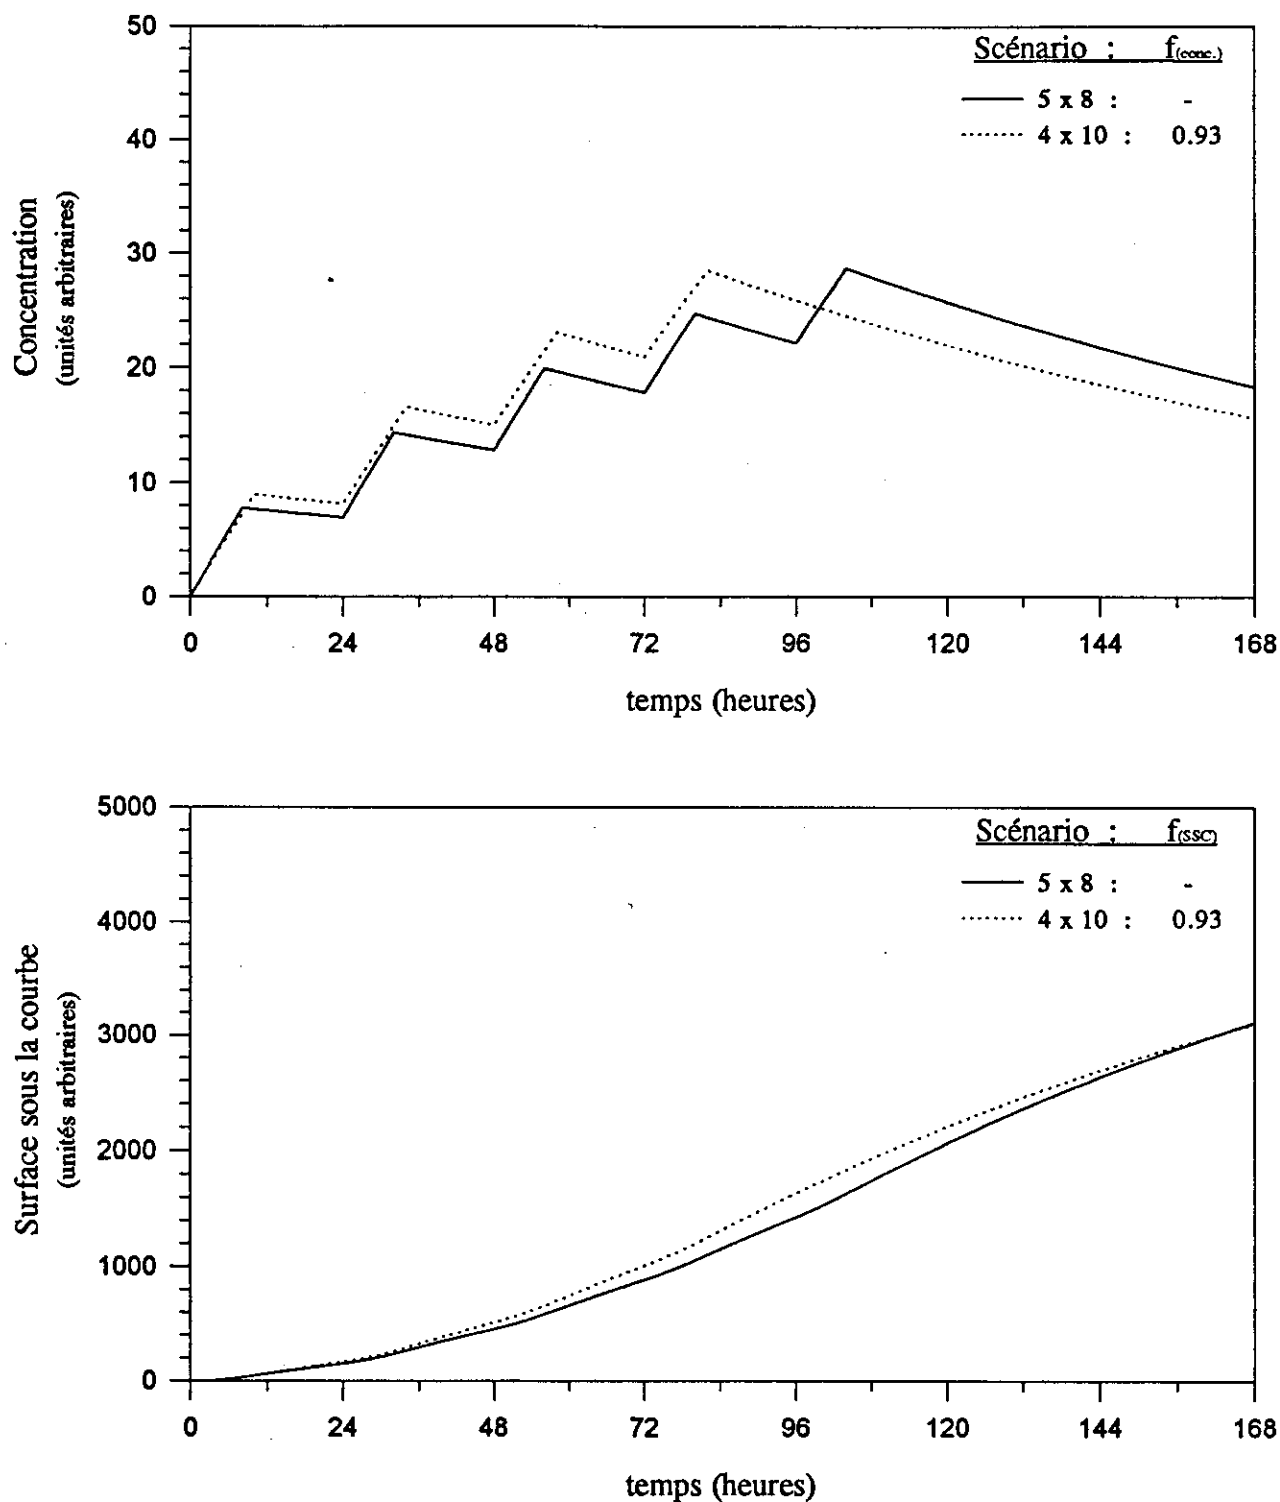 50
40
30
20
10
0
Concentration
(unités arbitraires)
Scénario : f(conc.)
5 x 8 : -
4 x 10 : 0.93
0 24 48 72 96 120 144 168
temps (heures)
5000
4000
3000
2000
1000
0
Surface sous la courbe
(unités arbitraires)
Scénario : f(SSC)
5 x 8 : -
4 x 10 : 0.93
0 24 48 72 96 120 144 168
temps (heures)